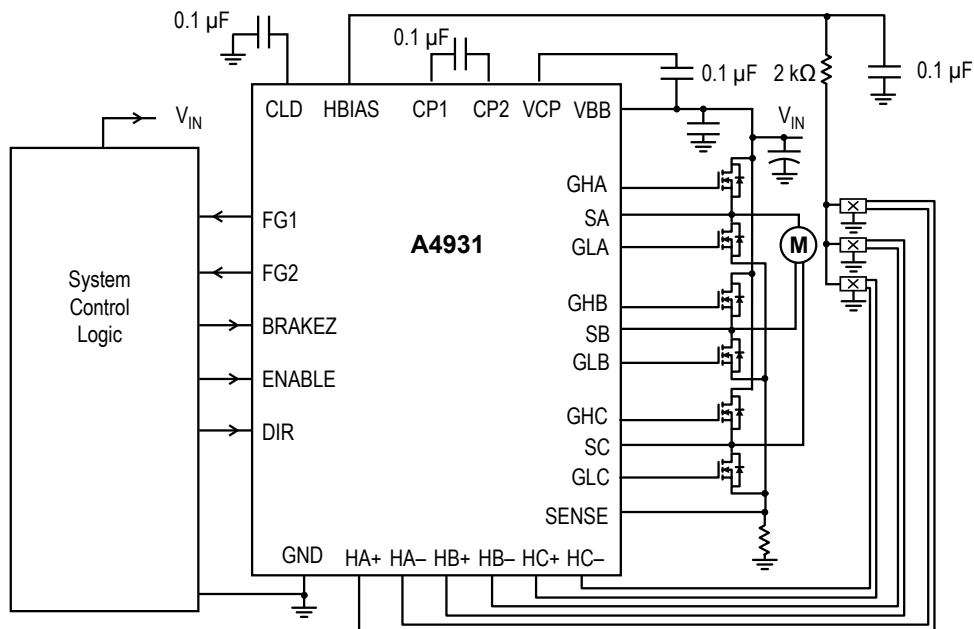 0.1 µF
0.1 µF
0.1 µF
2 kΩ
0.1 µF
CLD
HBIAS
CP1
CP2
VCP
VBB
VIN
VIN
GHA
FG1
SA
A4931
M
GLA
FG2
System
Control
Logic
GHB
BRAKEZ
SB
GLB
ENABLE
GHC
DIR
SC
GLC
SENSE
GND
HA+
HA–
HB+
HB–
HC+
HC–